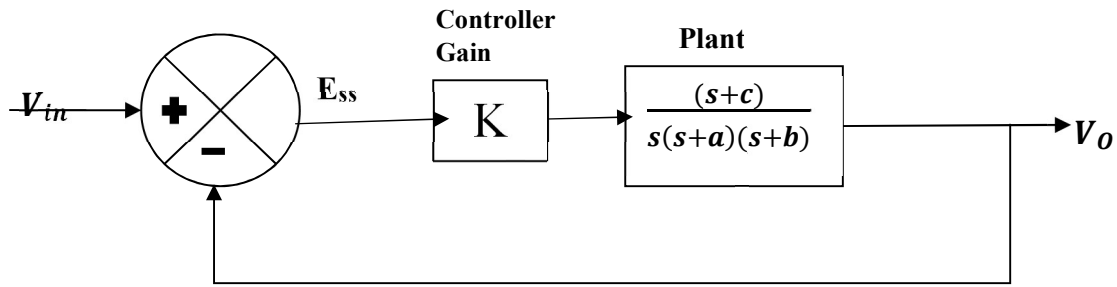 Controller
Gain
Plant
V_in
+
−
E_ss
K
(s+c)
s(s+a)(s+b)
V_O